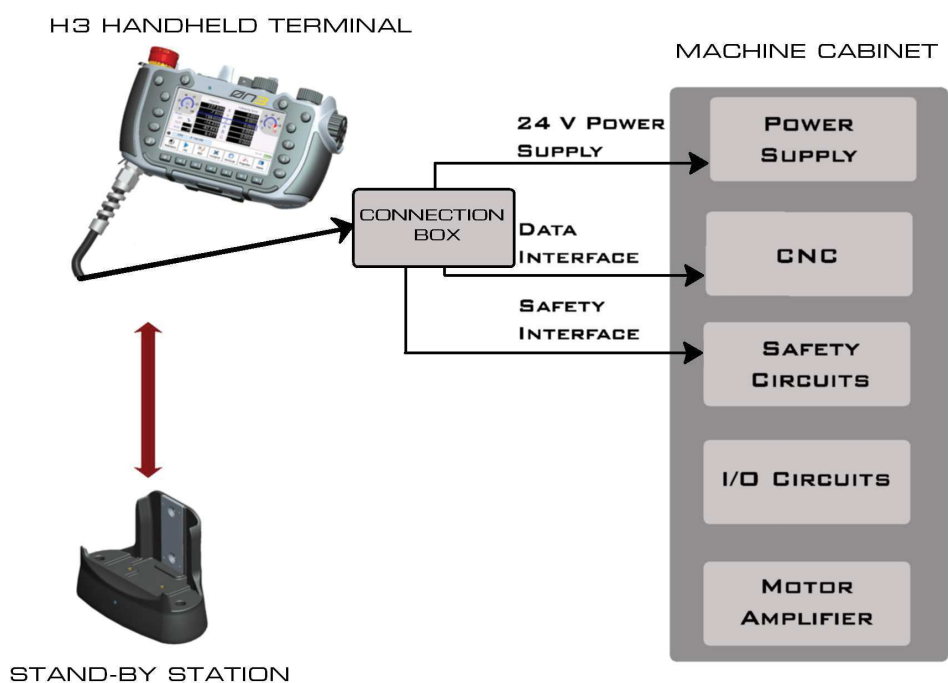 H3 HANDHELD TERMINAL
MACHINE CABINET
24 V POWER
SUPPLY
POWER
SUPPLY
CONNECTION
BOX
DATA
INTERFACE
CNC
SAFETY
INTERFACE
SAFETY
CIRCUITS
I/O CIRCUITS
MOTOR
AMPLIFIER
STAND-BY STATION